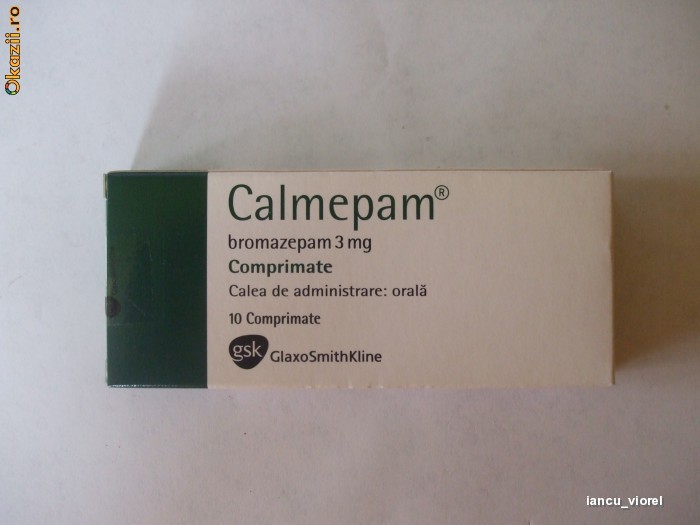 Okazii.ro
Calmepam®
bromazepam 3 mg
Comprimate
Calea de administrare: orală
10 Comprimate
gsk GlaxoSmithKline
iancu_viorel